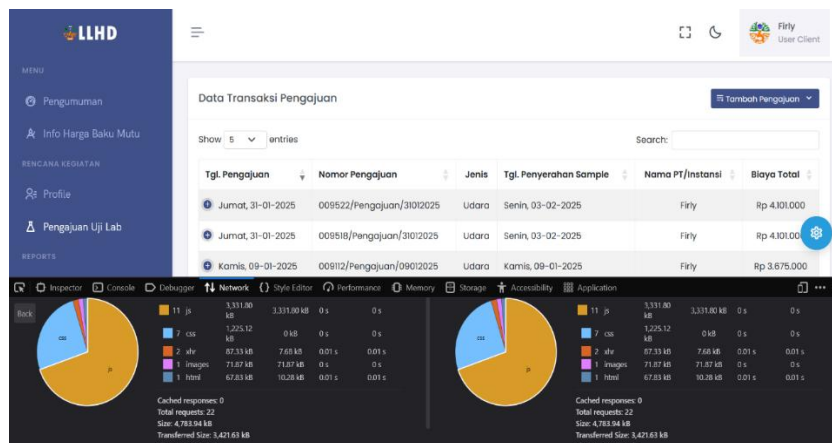 LLHD
Firly
User Client
MENU
Pengumuman
Info Harga Baku Mutu
RENCANA KEGIATAN
Profile
Pengajuan Uji Lab
REPORTS
Data Transaksi Pengajuan
Tambah Pengajuan
Show 5 entries
Search:
Tgl. Pengajuan Nomor Pengajuan Jenis Tgl. Penyerahan Sample Nama PT/Instansi Biaya Total
Jumat, 31-01-2025 009522/Pengajuan/31012025 Udara Senin, 03-02-2025 Firly Rp 4.101.000
Jumat, 31-01-2025 009518/Pengajuan/31012025 Udara Senin, 03-02-2025 Firly Rp 4.101.00
Kamis, 09-01-2025 009112/Pengajuan/09012025 Udara Kamis, 09-01-2025 Firly Rp 3.675.000
Inspector Console Debugger Network {} Style Editor Performance Memory Storage Accessibility Application
Back
css
js
11 js 3,331.80 kB 3,331.80 kB 0 s 0 s
7 css 1,225.12 kB 0 kB 0 s 0 s
2 xhr 87.33 kB 7.68 kB 0.01 s 0.01 s
1 images 71.87 kB 71.87 kB 0 s 0 s
1 html 67.83 kB 10.28 kB 0.01 s 0.01 s
Cached responses: 0
Total requests: 22
Size: 4,783.94 kB
Transferred Size: 3,421.63 kB
css
js
11 js 3,331.80 kB 3,331.80 kB 0 s 0 s
7 css 1,225.12 kB 0 kB 0 s 0 s
2 xhr 87.33 kB 7.68 kB 0.01 s 0.01 s
1 images 71.87 kB 71.87 kB 0 s 0 s
1 html 67.83 kB 10.28 kB 0.01 s 0.01 s
Cached responses: 0
Total requests: 22
Size: 4,783.94 kB
Transferred Size: 3,421.63 kB